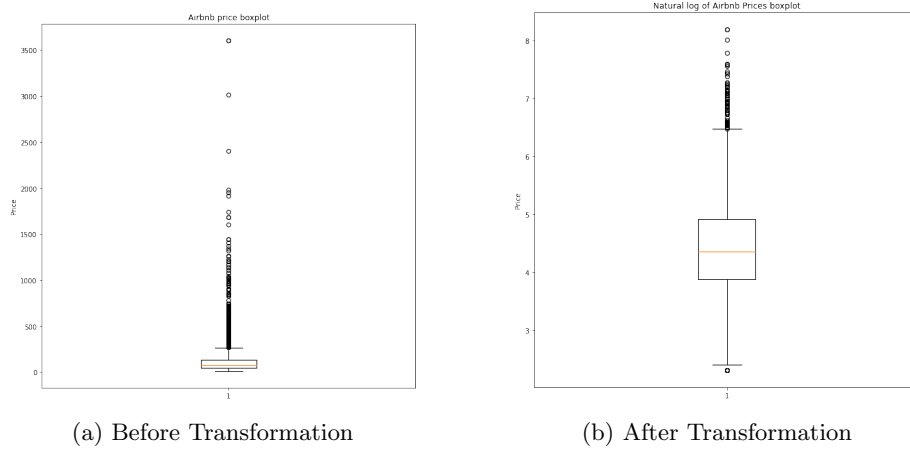 Airbnb price boxplot
3500
3000
2500
2000
1500
1000
500
0
Price
1
(a) Before Transformation
Natural log of Airbnb Prices boxplot
8
7
6
5
4
3
Price
1
(b) After Transformation